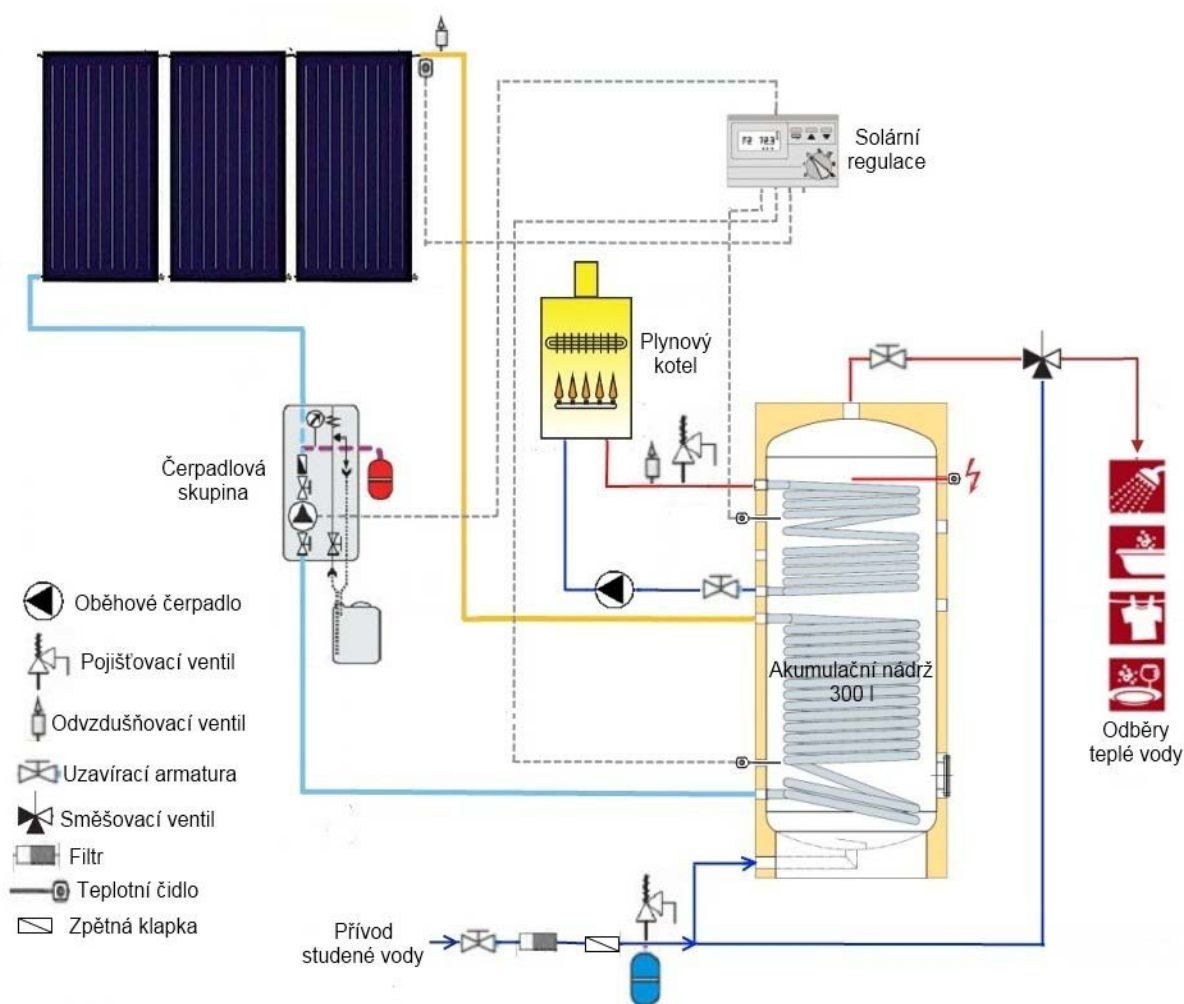 Solární
regulace
Plynový
kotel
Čerpadlová
skupina
Oběhové čerpadlo
Pojišťovací ventil
Odvzdušňovací ventil
Uzavírací armatura
Směšovací ventil
Filtr
Teplotní čidlo
Zpětná klapka
Akumulační nádrž
300 l
Odběry
teplé vody
Přívod
studené vody